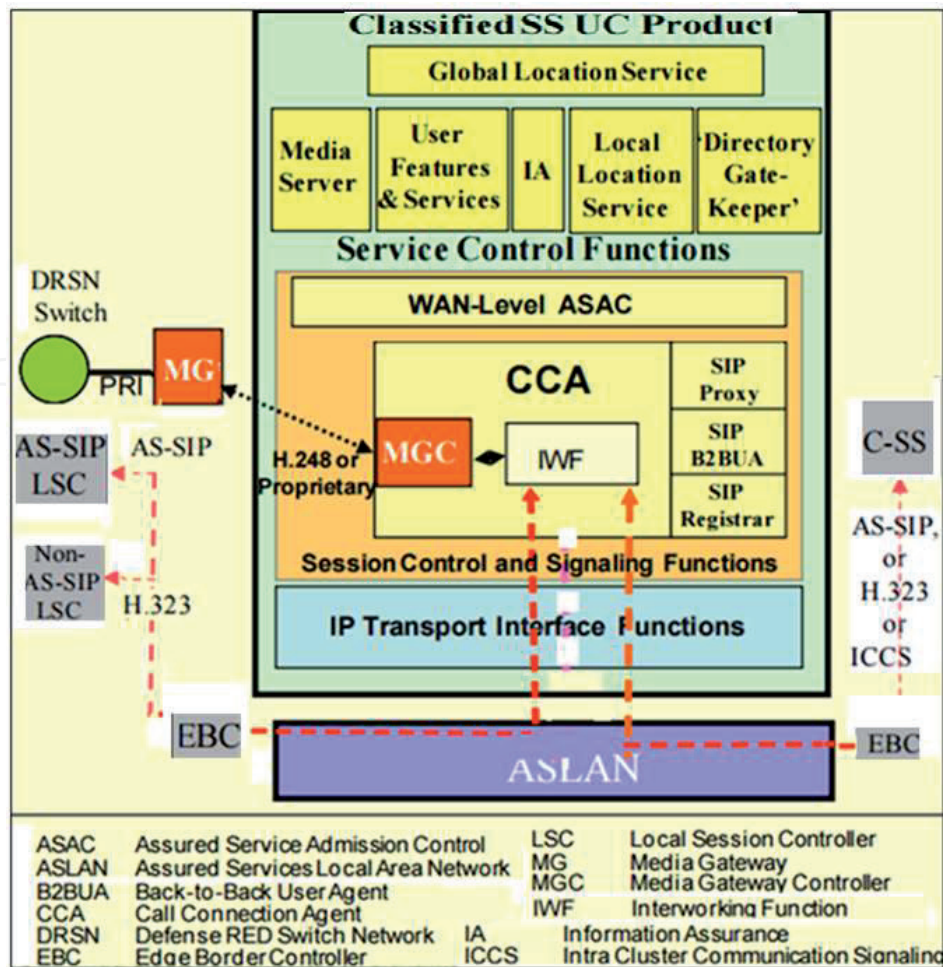 Classified SS UC Product
Global Location Service
Media
Server
User
Features
& Services
IA
Local
Location
Service
'Directory
Gate-
Keeper'
Service Control Functions
DRSN
Switch
WAN-Level ASAC
MG
PRI
CCA
SIP
Proxy
SIP
B2BUA
SIP
Registrar
MGC
IWF
H.248 or
Proprietary
AS-SIP
LSC
AS-SIP
Non-
AS-SIP
LSC
H.323
C-SS
AS-SIP,
or
H.323
or
ICCS
Session Control and Signaling Functions
IP Transport Interface Functions
EBC
EBC
ASLAN
ASAC Assured Service Admission Control
ASLAN Assured Services Local Area Network
B2BUA Back-to-Back User Agent
CCA Call Connection Agent
DRSN Defense RED Switch Network
EBC Edge Border Controller
LSC Local Session Controller
MG Media Gateway
MGC Media Gateway Controller
IWF Interworking Function
IA Information Assurance
ICCS Intra Cluster Communication Signaling